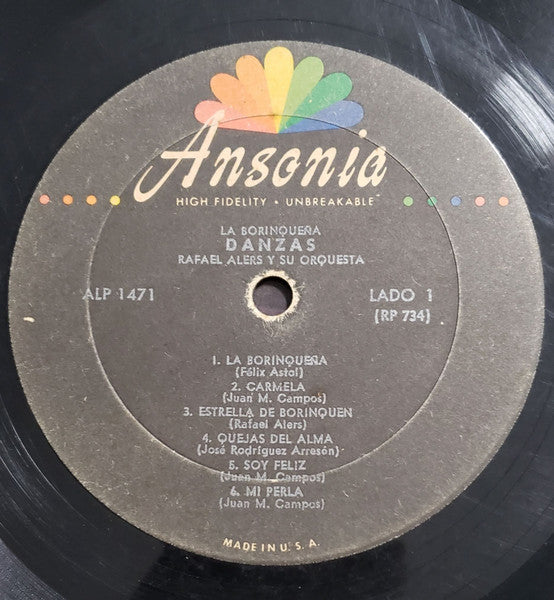 Ansonia
HIGH FIDELITY • UNBREAKABLE
LA BORINQUEÑA
DANZAS
RAFAEL ALERS Y SU ORQUESTA
ALP 1471
LADO 1
(RP 734)
1. LA BORINQUEÑA
(Félix Astol)
2. CARMELA
(Juan M. Campos)
3. ESTRELLA DE BORINQUEN
(Rafael Alers)
4. QUEJAS DEL ALMA
(José Rodríguez Arresón)
5. SOY FELIZ
(Juan M. Campos)
6. MI PERLA
(Juan M. Campos)
MADE IN U. S. A.